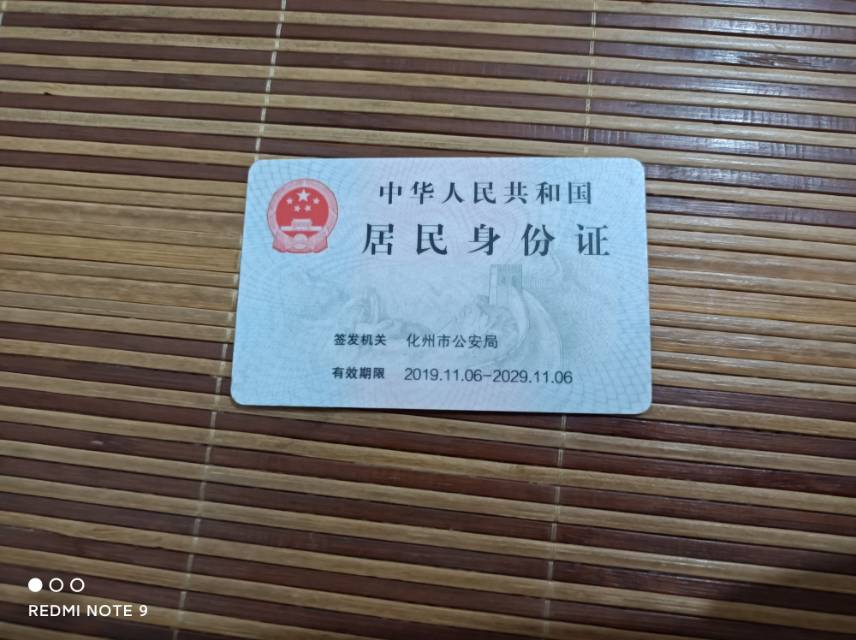 中华人民共和国
居民身份证
签发机关 化州市公安局
有效期限 2019.11.06-2029.11.06
REDMI NOTE 9